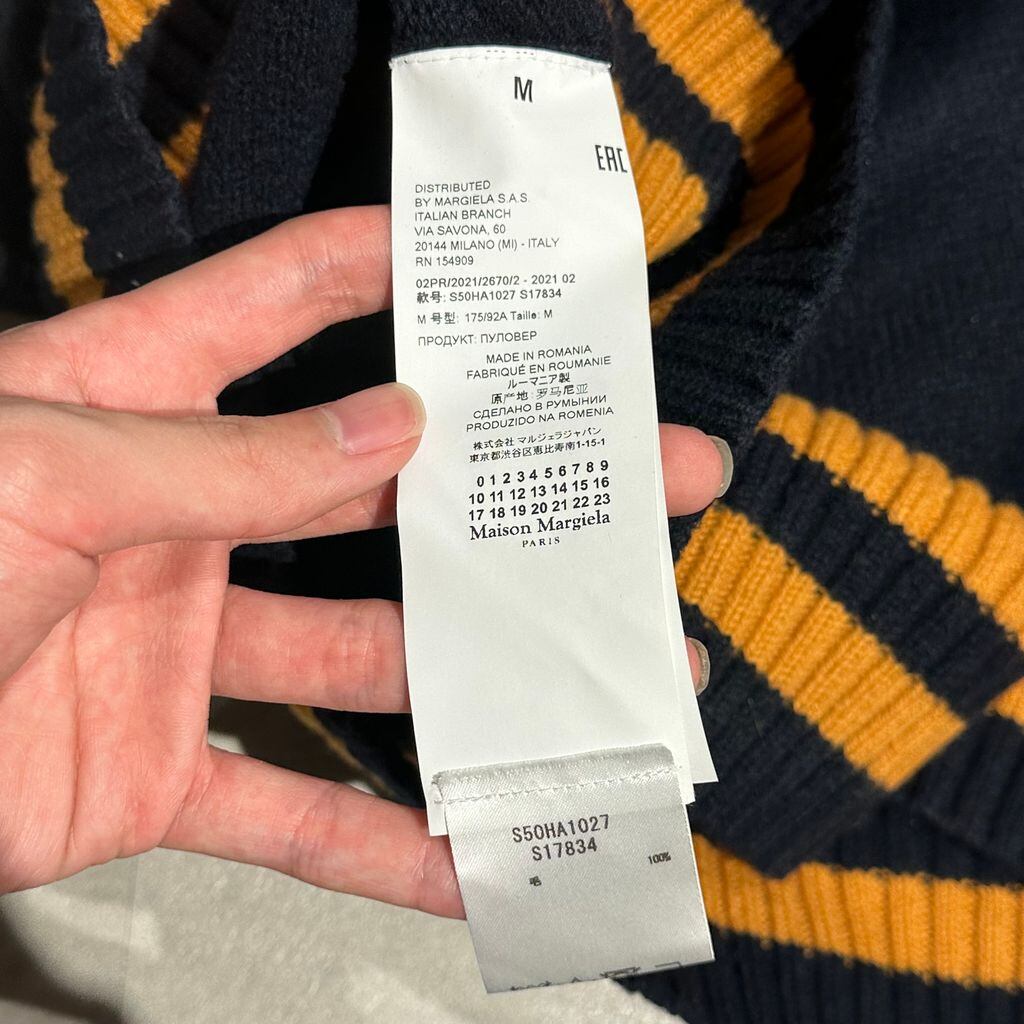 M
EAC
DISTRIBUTED
BY MARGIELA S.A.S.
ITALIAN BRANCH
VIA SAVONA, 60
20144 MILANO (MI) - ITALY
RN 154909
02PR/2021/2670/2 - 2021 02
款号: S50HA1027 S17834
M 号型: 175/92A Taille: M
ПРОДУКТ: ПУЛОВЕР
MADE IN ROMANIA
FABRIQUÉ EN ROUMANIE
ルーマニア製
原产地: 罗马尼亚
СДЕЛАНО В РУМЫНИИ
PRODUZIDO NA ROMENIA
株式会社 マルジェラジャパン
東京都渋谷区恵比寿南1-15-1
0 1 2 3 4 5 6 7 8 9
10 11 12 13 14 15 16
17 18 19 20 21 22 23
Maison Margiela
PARIS
S50HA1027
S17834
毛 100%